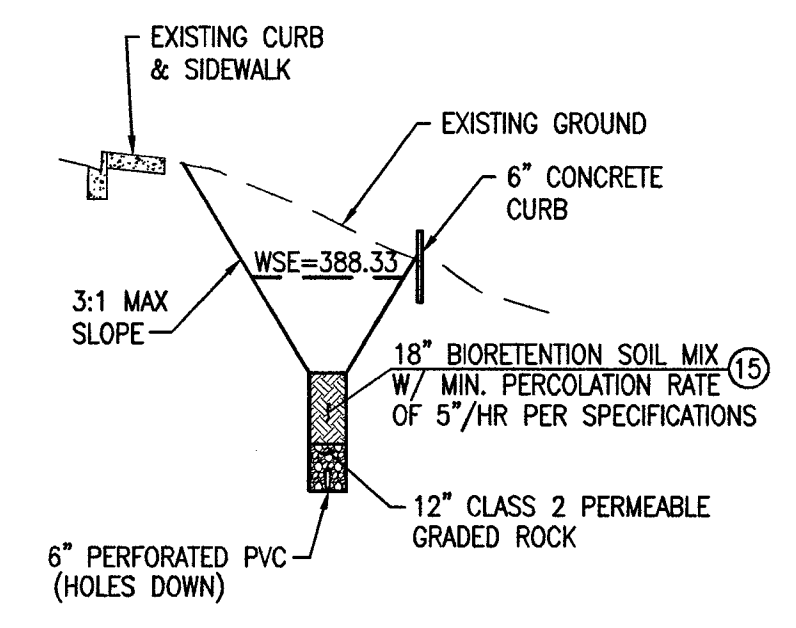 EXISTING CURB
& SIDEWALK
EXISTING GROUND
6" CONCRETE
CURB
WSE=388.33
3:1 MAX
SLOPE
18" BIORETENTION SOIL MIX
W/ MIN. PERCOLATION RATE
OF 5"/HR PER SPECIFICATIONS
15
12" CLASS 2 PERMEABLE
GRADED ROCK
6" PERFORATED PVC
(HOLES DOWN)